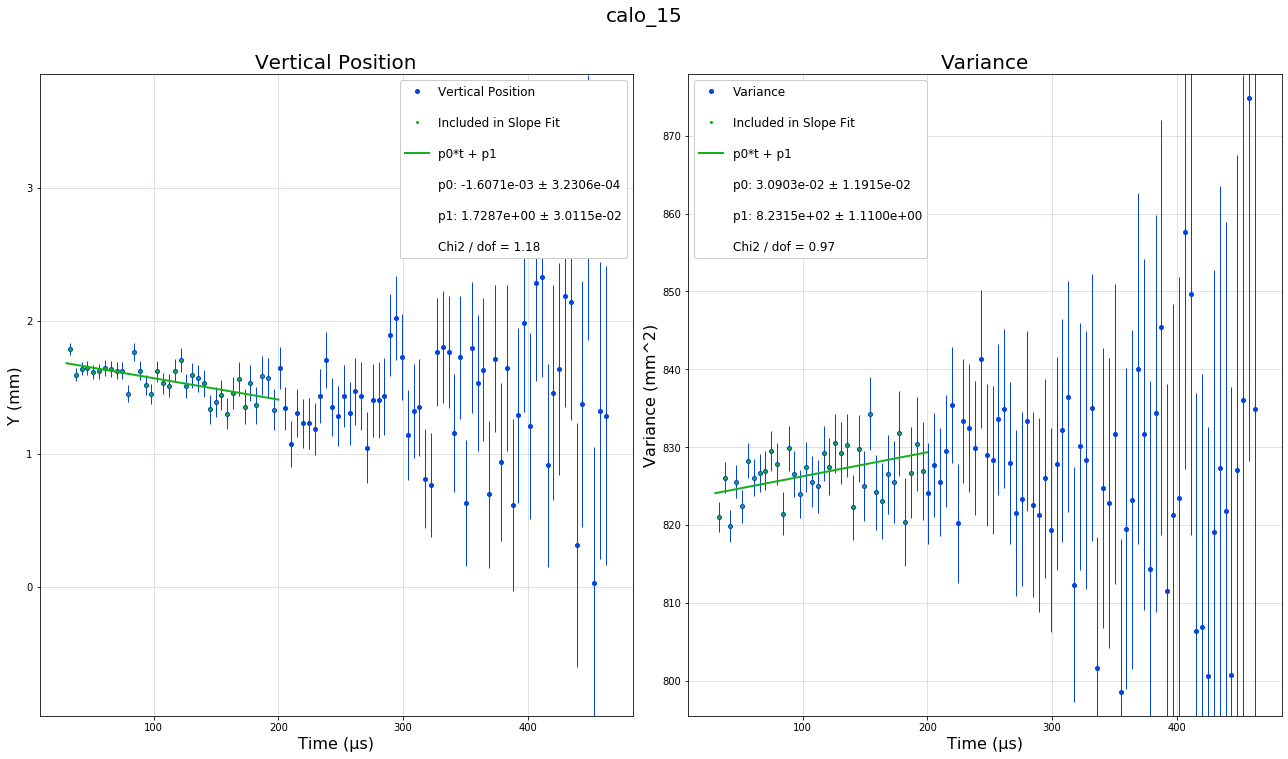 calo_15
Vertical Position
Vertical Position
Included in Slope Fit
p0*t + p1
p0: -1.6071e-03 ± 3.2306e-04
p1: 1.7287e+00 ± 3.0115e-02
Chi2 / dof = 1.18
Y (mm)
3
2
1
0
100 200 300 400
Time (µs)
Variance
Variance
Included in Slope Fit
p0*t + p1
p0: 3.0903e-02 ± 1.1915e-02
p1: 8.2315e+02 ± 1.1100e+00
Chi2 / dof = 0.97
Variance (mm^2)
870
860
850
840
830
820
810
800
100 200 300 400
Time (µs)